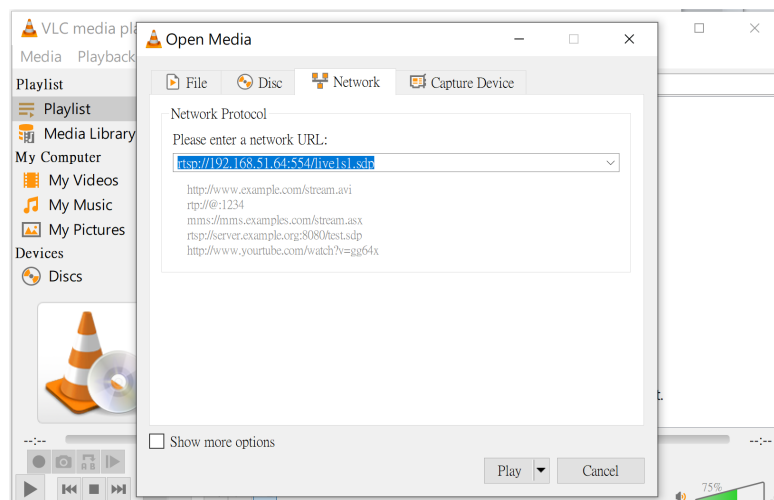 VLC media pla
Media Playback
Open Media
File Disc Network Capture Device
Network Protocol
Please enter a network URL:
rtsp://192.168.51.64:554/live1s1.sdp
http://www.example.com/stream.avi
rtp://@:1234
mms://mms.examples.com/stream.asx
rtsp://server.example.org:8080/test.sdp
http://www.yourtube.com/watch?v=gg64x
Show more options
Play Cancel
Playlist
Playlist
Media Library
My Computer
My Videos
My Music
My Pictures
Devices
Discs
t.
--:-- --:--
75%